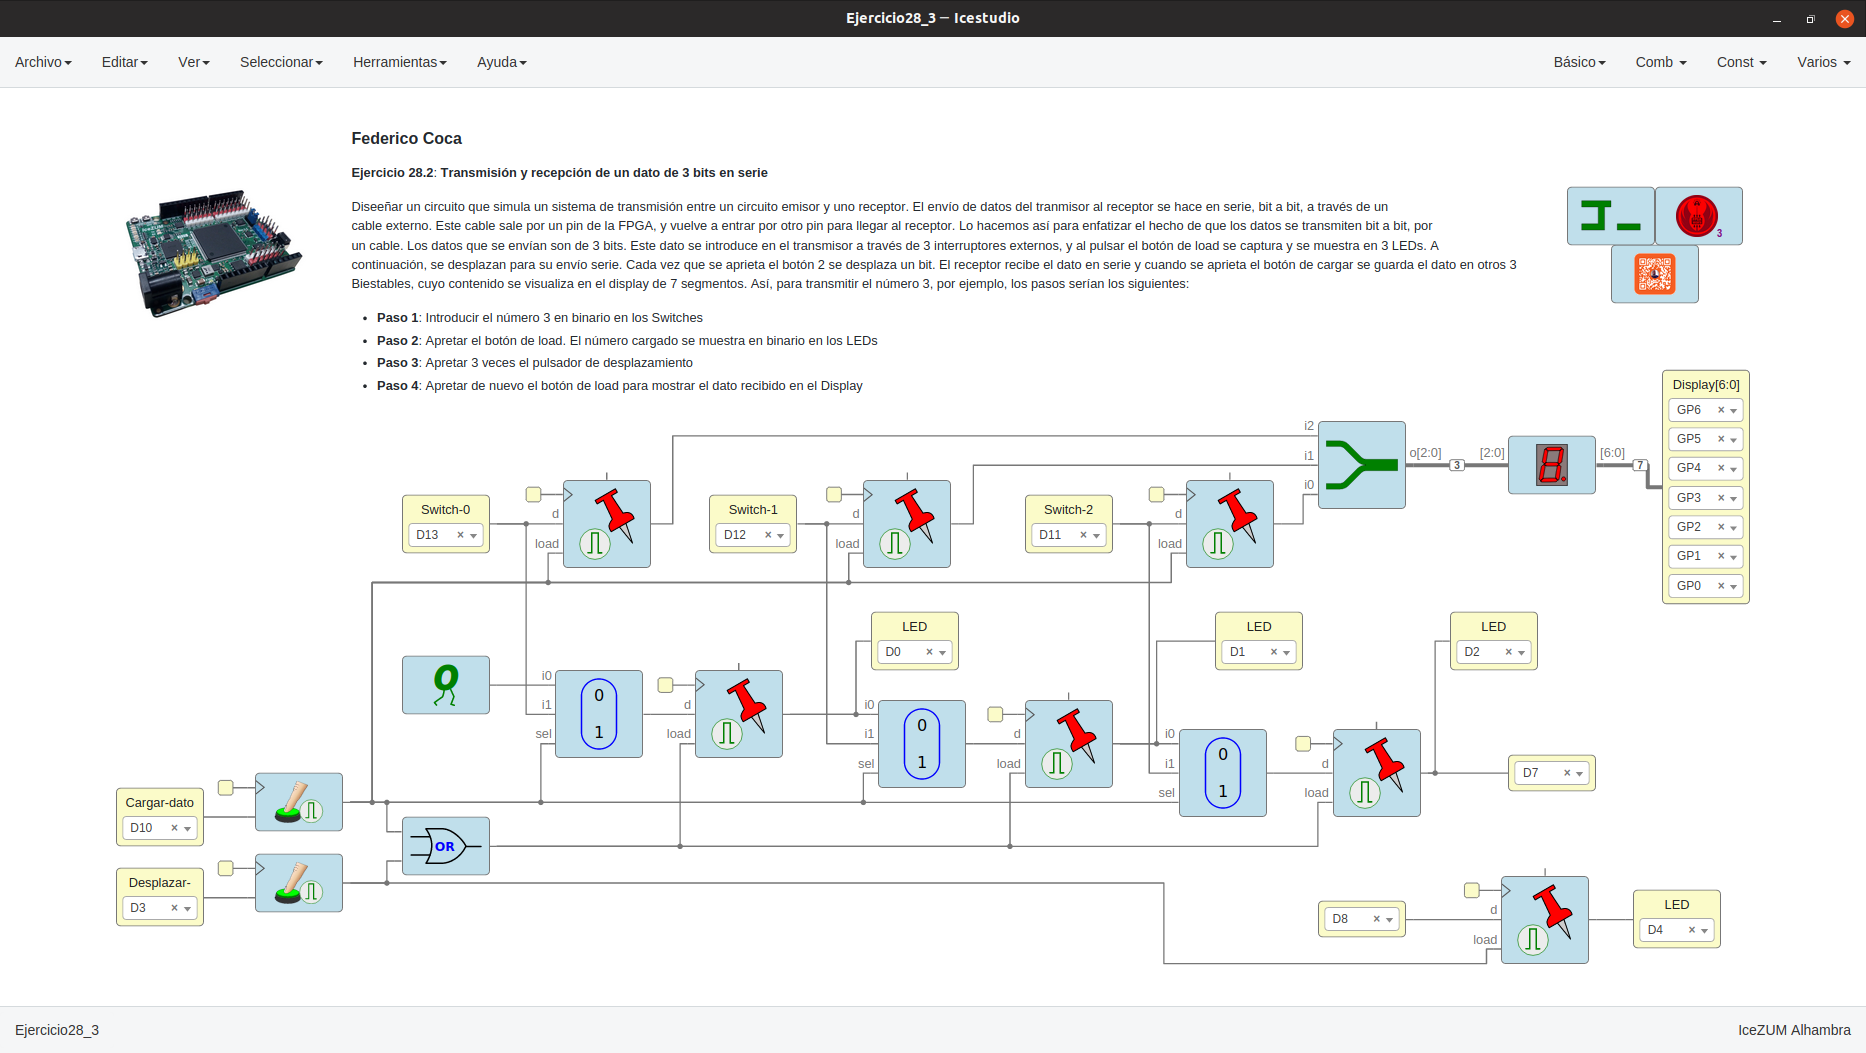 Ejercicio28_3 — Icestudio
Archivo Editar Ver Seleccionar Herramientas Ayuda Básico Comb Const Varios
Federico Coca
Ejercicio 28.2: Transmisión y recepción de un dato de 3 bits en serie
Diseeñar un circuito que simula un sistema de transmisión entre un circuito emisor y uno receptor. El envío de datos del tranmisor al receptor se hace en serie, bit a bit, a través de un
cable externo. Este cable sale por un pin de la FPGA, y vuelve a entrar por otro pin para llegar al receptor. Lo hacemos así para enfatizar el hecho de que los datos se transmiten bit a bit, por
un cable. Los datos que se envían son de 3 bits. Este dato se introduce en el transmisor a través de 3 interruptores externos, y al pulsar el botón de load se captura y se muestra en 3 LEDs. A
continuación, se desplazan para su envío serie. Cada vez que se aprieta el botón 2 se desplaza un bit. El receptor recibe el dato en serie y cuando se aprieta el botón de cargar se guarda el dato en otros 3
Biestables, cuyo contenido se visualiza en el display de 7 segmentos. Así, para transmitir el número 3, por ejemplo, los pasos serían los siguientes:
• Paso 1: Introducir el número 3 en binario en los Switches
• Paso 2: Apretar el botón de load. El número cargado se muestra en binario en los LEDs
• Paso 3: Apretar 3 veces el pulsador de desplazamiento
• Paso 4: Apretar de nuevo el botón de load para mostrar el dato recibido en el Display
3
Display[6:0]
GP6 ×
GP5 ×
GP4 ×
GP3 ×
GP2 ×
GP1 ×
GP0 ×
i2
i1
i0
o[2:0]
3
[2:0]
8.
[6:0]
7
Switch-0
D13 ×
d
load
Switch-1
D12 ×
d
load
Switch-2
D11 ×
d
load
LED
D0 ×
LED
D1 ×
LED
D2 ×
0
i0
i1
sel
0
1
d
load
i0
i1
sel
0
1
d
load
i0
i1
sel
0
1
d
load
D7 ×
Cargar-dato
D10 ×
OR
Desplazar-
D3 ×
D8 ×
d
load
LED
D4 ×
Ejercicio28_3 IceZUM Alhambra